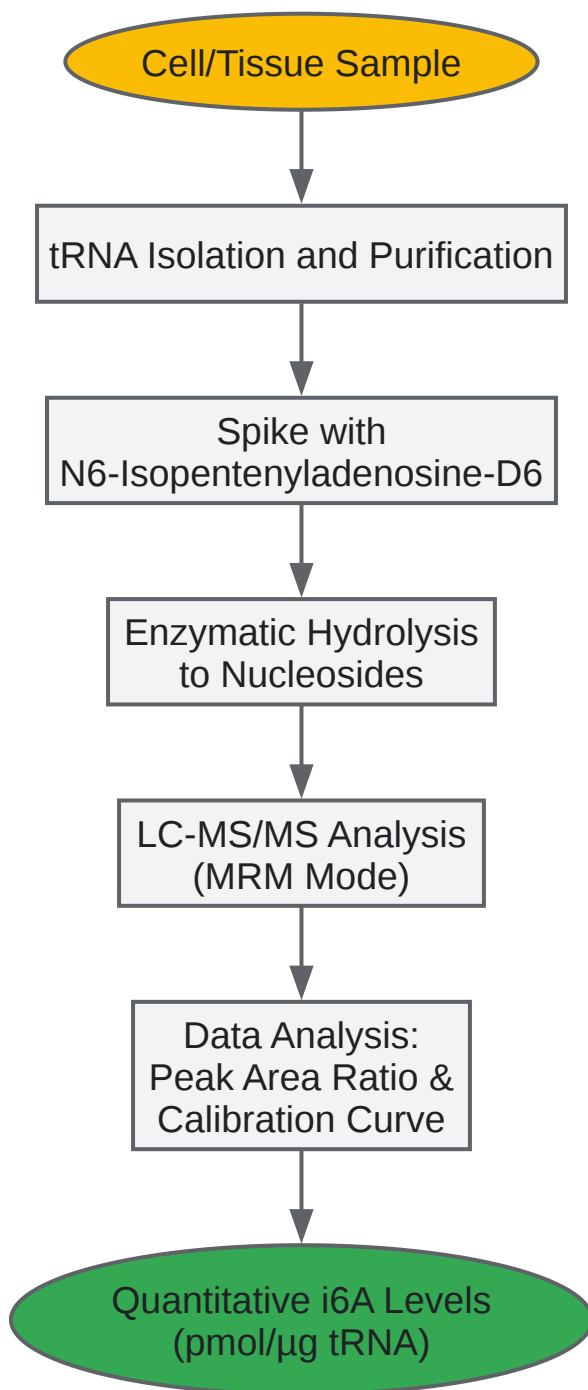 Cell/Tissue Sample
tRNA Isolation and Purification
Spike with
N6-Isopentenyladenosine-D6
Enzymatic Hydrolysis
to Nucleosides
LC-MS/MS Analysis
(MRM Mode)
Data Analysis:
Peak Area Ratio &
Calibration Curve
Quantitative i6A Levels
(pmol/µg tRNA)